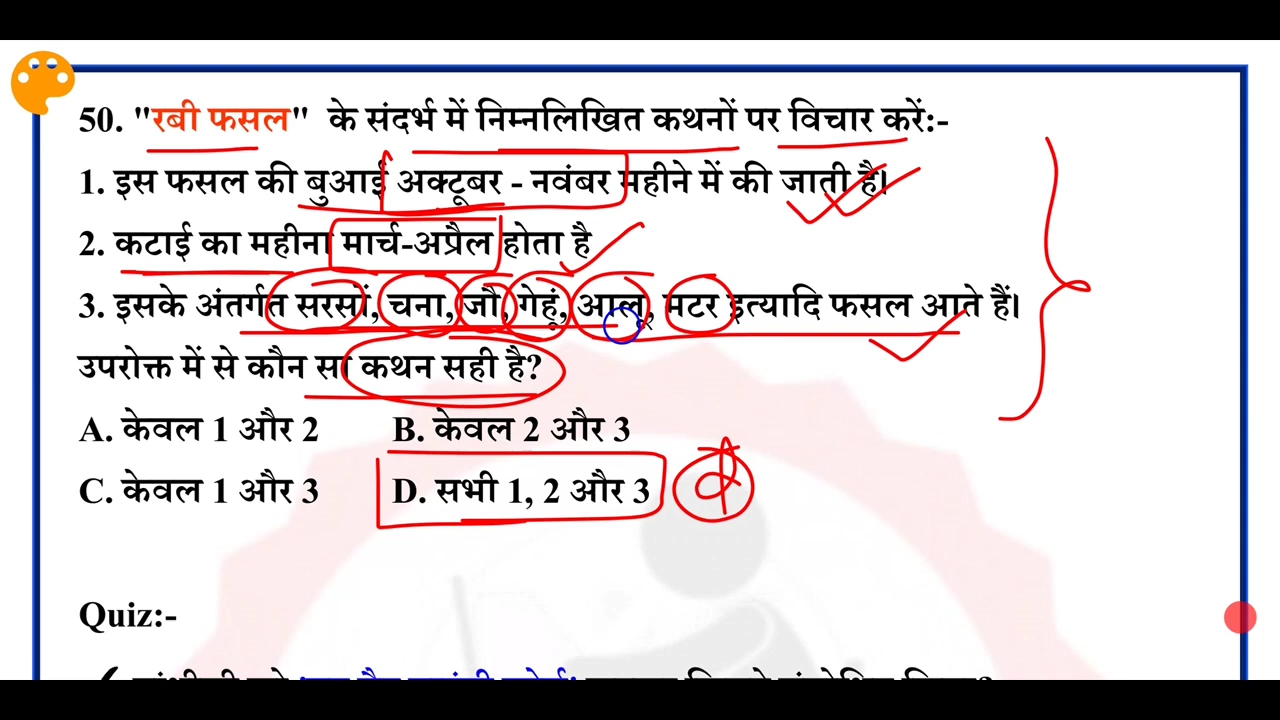 50. "रबी फसल" के संदर्भ में निम्नलिखित कथनों पर विचार करें:-
1. इस फसल की बुआई अक्टूबर - नवंबर महीने में की जाती है।
2. कटाई का महीना मार्च-अप्रैल होता है
3. इसके अंतर्गत सरसों, चना, जौ, गेहूं, आलू, मटर इत्यादि फसल आते हैं।
उपरोक्त में से कौन सा कथन सही है?
A. केवल 1 और 2 B. केवल 2 और 3
C. केवल 1 और 3 D. सभी 1, 2 और 3
Quiz:-